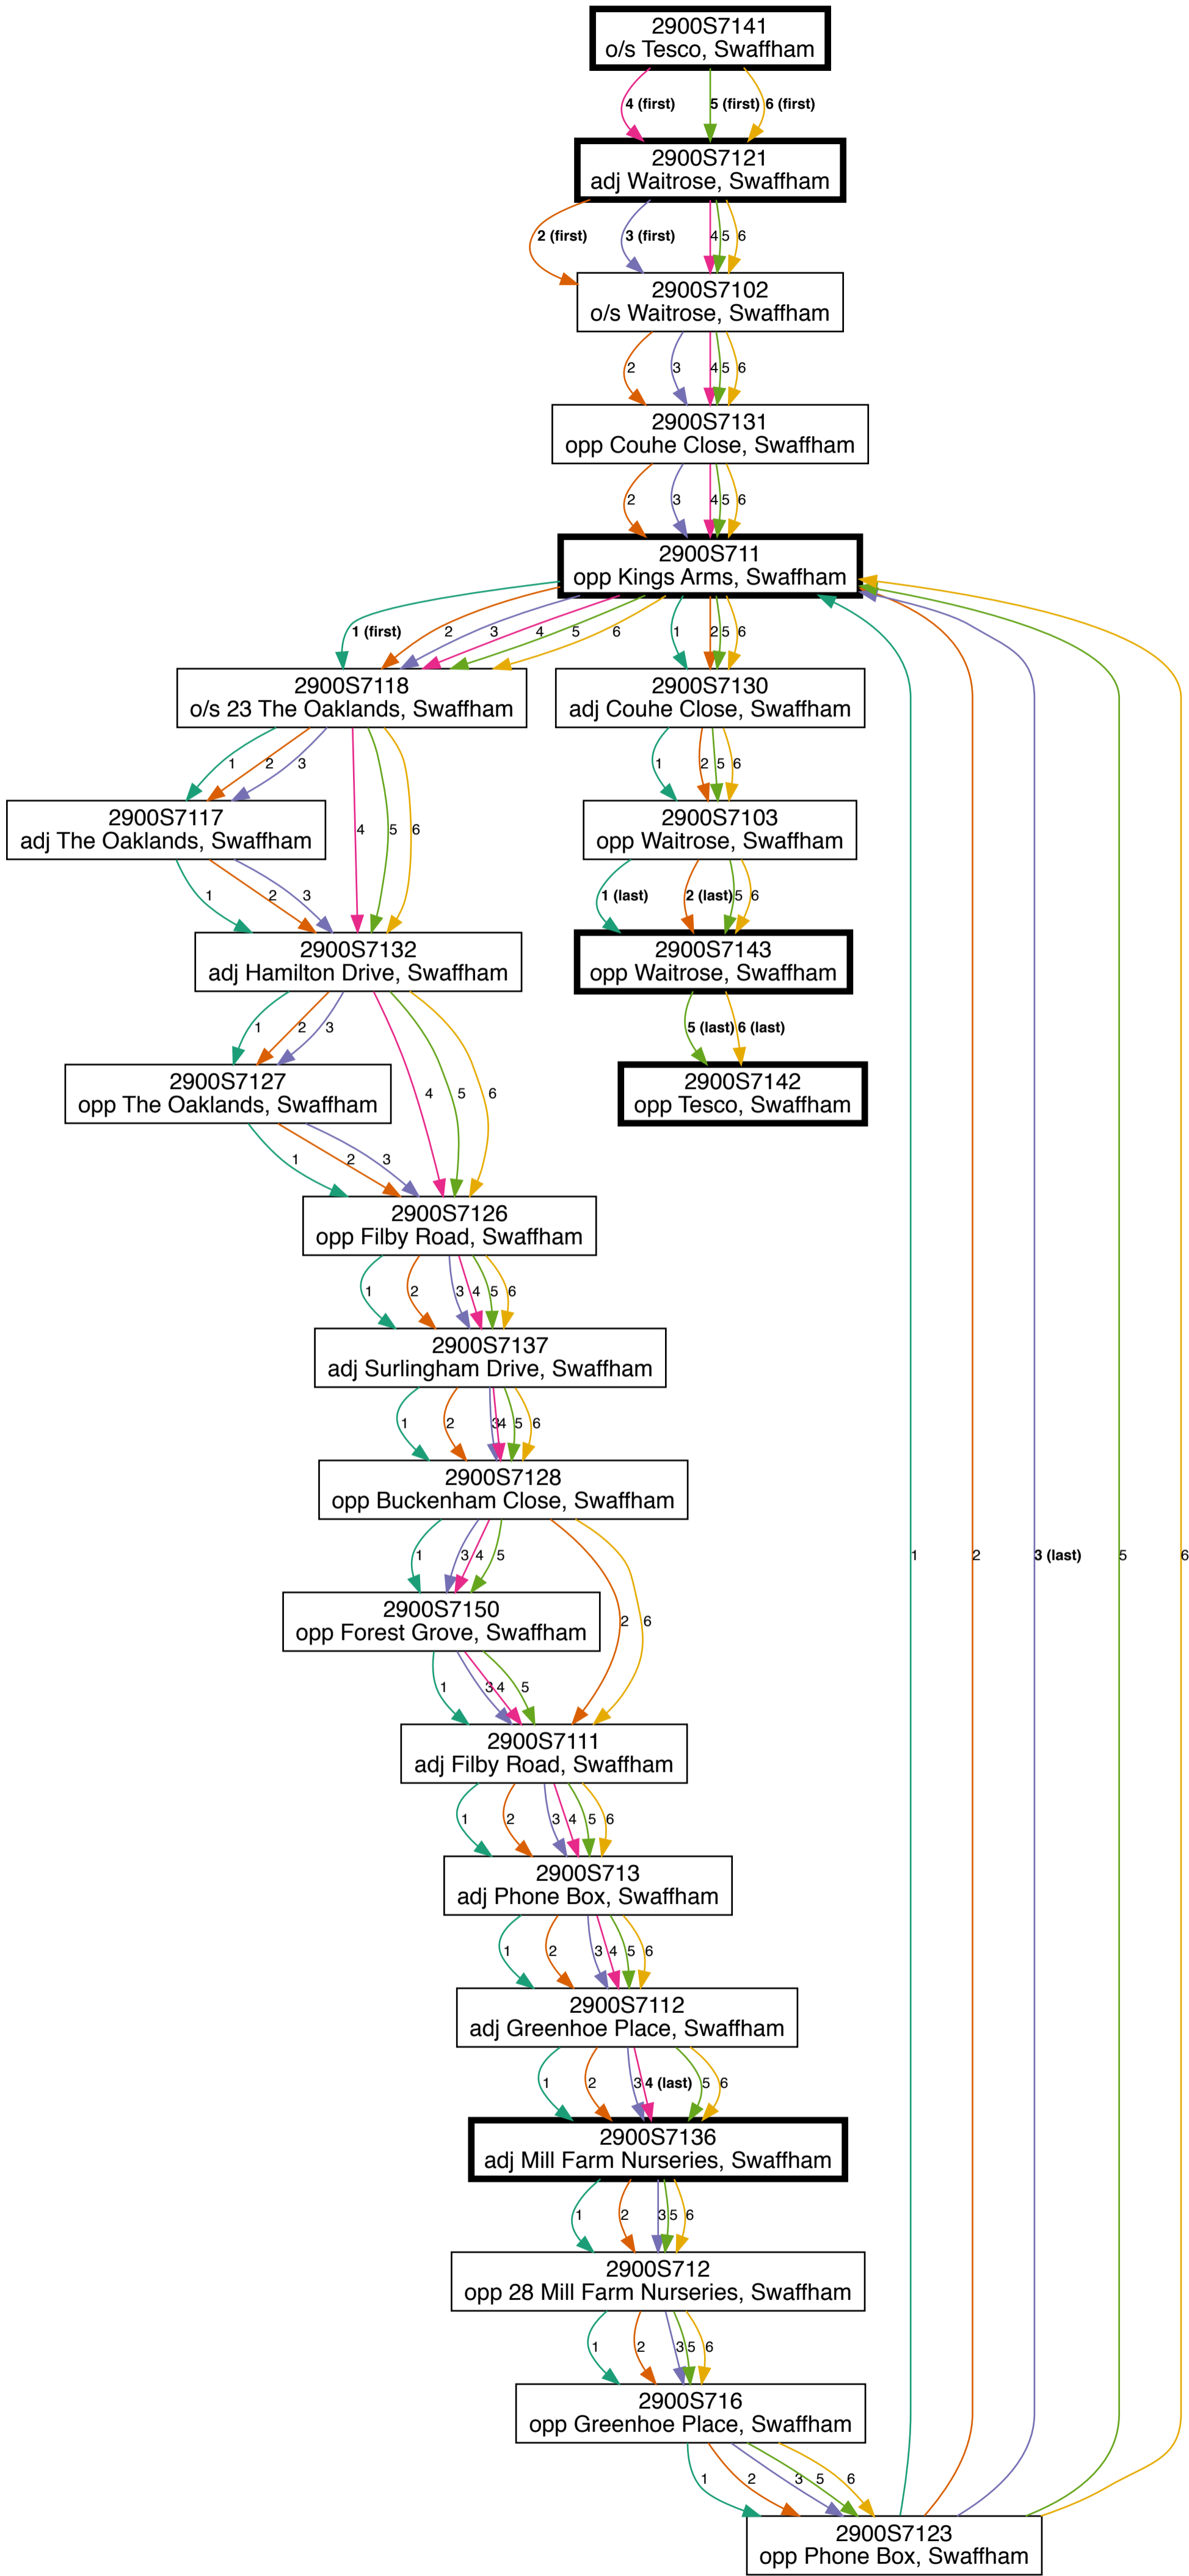 2900S7141
o/s Tesco, Swaffham
4 (first) 5 (first) 6 (first)
2900S7121
adj Waitrose, Swaffham
2 (first) 3 (first) 4 5 6
2900S7102
o/s Waitrose, Swaffham
2 3 4 5 6
2900S7131
opp Couhe Close, Swaffham
2 3 4 5 6
2900S711
opp Kings Arms, Swaffham
1 (first) 2 3 4 5 6 1 2 5 6
2900S7118
o/s 23 The Oaklands, Swaffham
2900S7130
adj Couhe Close, Swaffham
1 2 3 1 2 5 6
2900S7117
adj The Oaklands, Swaffham
4 5 6
2900S7103
opp Waitrose, Swaffham
1 2 3 1 (last) 2 (last) 5 6
2900S7132
adj Hamilton Drive, Swaffham
2900S7143
opp Waitrose, Swaffham
1 2 3 5 (last) 6 (last)
2900S7127
opp The Oaklands, Swaffham
4 5 6
2900S7142
opp Tesco, Swaffham
1 2 3
2900S7126
opp Filby Road, Swaffham
1 2 3 4 5 6
2900S7137
adj Surlingham Drive, Swaffham
1 2 3 4 5 6
2900S7128
opp Buckenham Close, Swaffham
1 3 4 5 1 2 3 (last) 5 6
2900S7150
opp Forest Grove, Swaffham
2 6
1 3 4 5
2900S7111
adj Filby Road, Swaffham
1 2 3 4 5 6
2900S713
adj Phone Box, Swaffham
1 2 3 4 5 6
2900S7112
adj Greenhoe Place, Swaffham
1 2 3 4 (last) 5 6
2900S7136
adj Mill Farm Nurseries, Swaffham
1 2 3 5 6
2900S712
opp 28 Mill Farm Nurseries, Swaffham
1 2 3 5 6
2900S716
opp Greenhoe Place, Swaffham
1 2 3 5 6
2900S7123
opp Phone Box, Swaffham